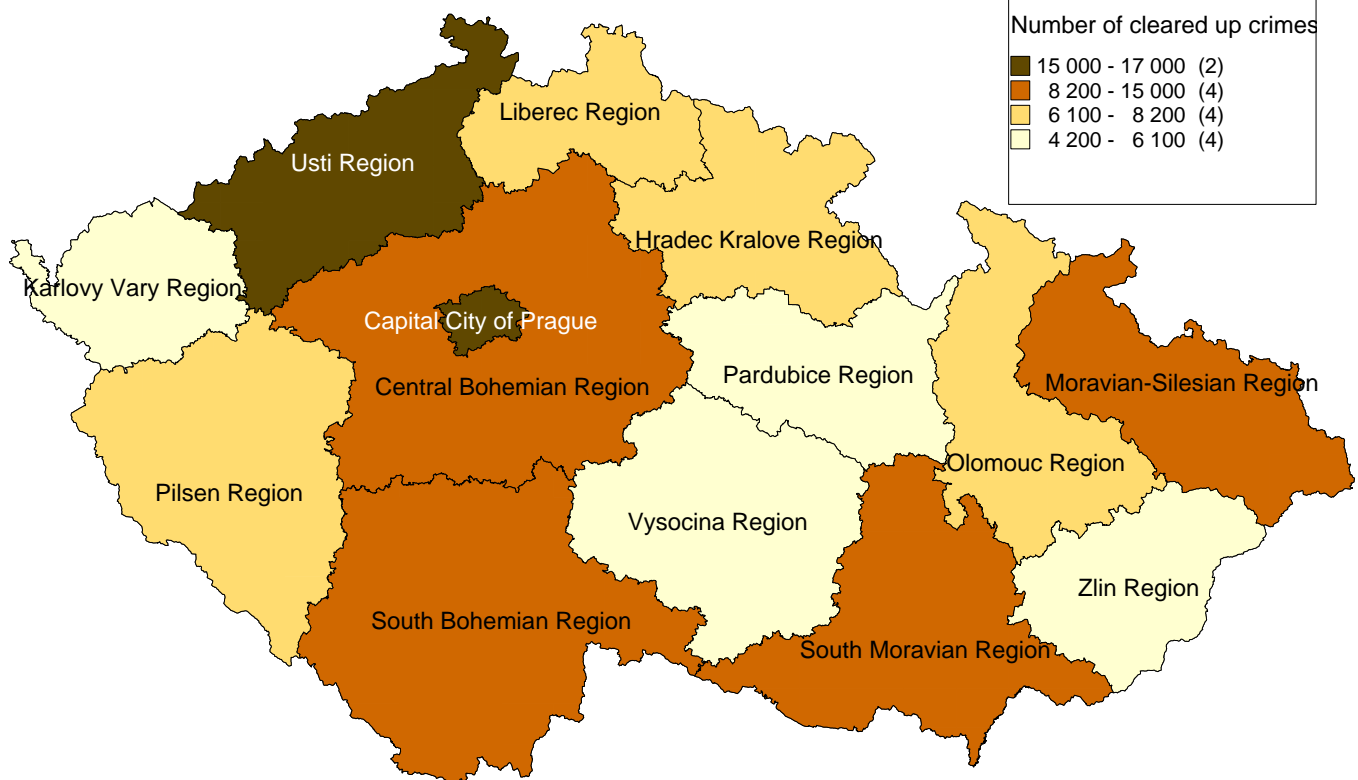 Number of cleared up crimes
15 000 - 17 000 (2)
8 200 - 15 000 (4)
6 100 - 8 200 (4)
4 200 - 6 100 (4)
Liberec Region
Usti Region
Hradec Kralove Region
Karlovy Vary Region
Capital City of Prague
Pardubice Region
Central Bohemian Region
Moravian-Silesian Region
Olomouc Region
Pilsen Region
Vysocina Region
Zlin Region
South Bohemian Region
South Moravian Region